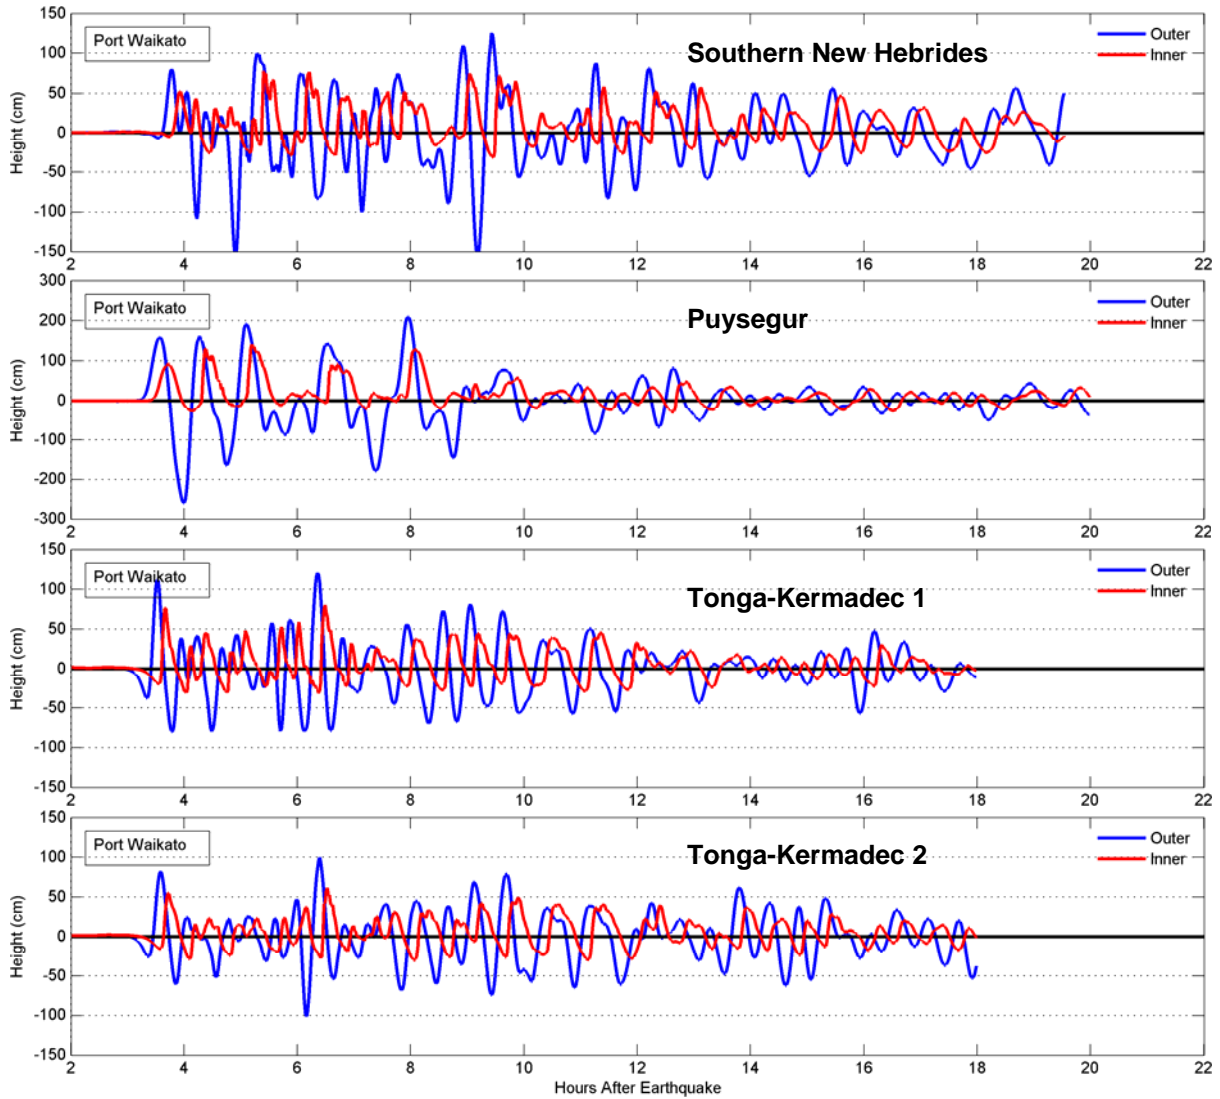 150
100
50
0
-50
-100
-150
Height (cm)
Port Waikato
Southern New Hebrides
Outer
Inner
2 4 6 8 10 12 14 16 18 20 22
300
200
100
0
-100
-200
-300
Height (cm)
Port Waikato
Puysegur
Outer
Inner
2 4 6 8 10 12 14 16 18 20 22
150
100
50
0
-50
-100
-150
Height (cm)
Port Waikato
Tonga-Kermadec 1
Outer
Inner
2 4 6 8 10 12 14 16 18 20 22
150
100
50
0
-50
-100
-150
Height (cm)
Port Waikato
Tonga-Kermadec 2
Outer
Inner
2 4 6 8 10 12 14 16 18 20 22
Hours After Earthquake